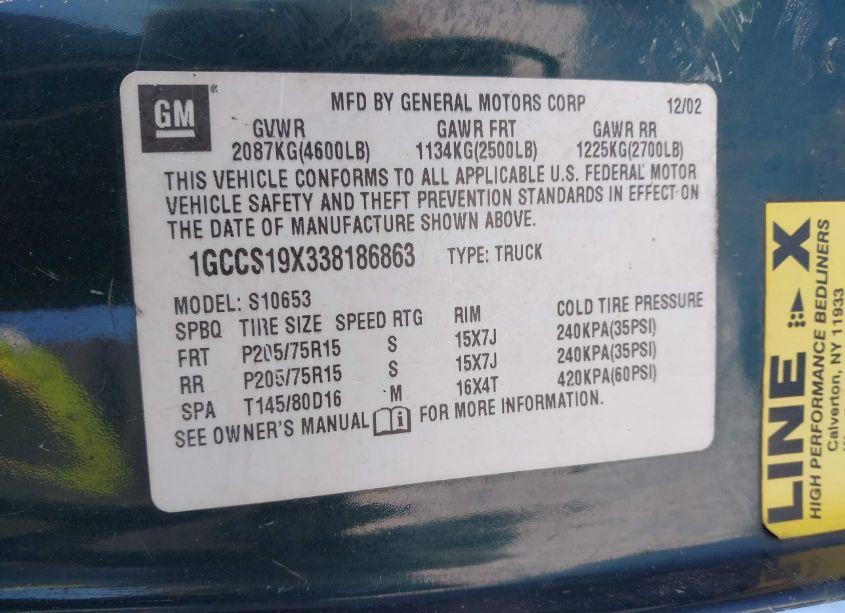 GM
MFD BY GENERAL MOTORS CORP 12/02
GVWR GAWR FRT GAWR RR
2087KG(4600LB) 1134KG(2500LB) 1225KG(2700LB)
THIS VEHICLE CONFORMS TO ALL APPLICABLE U.S. FEDERAL MOTOR
VEHICLE SAFETY AND THEFT PREVENTION STANDARDS IN EFFECT ON
THE DATE OF MANUFACTURE SHOWN ABOVE.
1GCCS19X338186863 TYPE: TRUCK
MODEL: S10653
SPBQ TIRE SIZE SPEED RTG RIM COLD TIRE PRESSURE
FRT P205/75R15 S 15X7J 240KPA(35PSI)
RR P205/75R15 S 15X7J 240KPA(35PSI)
SPA T145/80D16 M 16X4T 420KPA(60PSI)
SEE OWNER'S MANUAL FOR MORE INFORMATION.
LINE X
HIGH PERFORMANCE BEDLINERS
Calverton, NY 11933